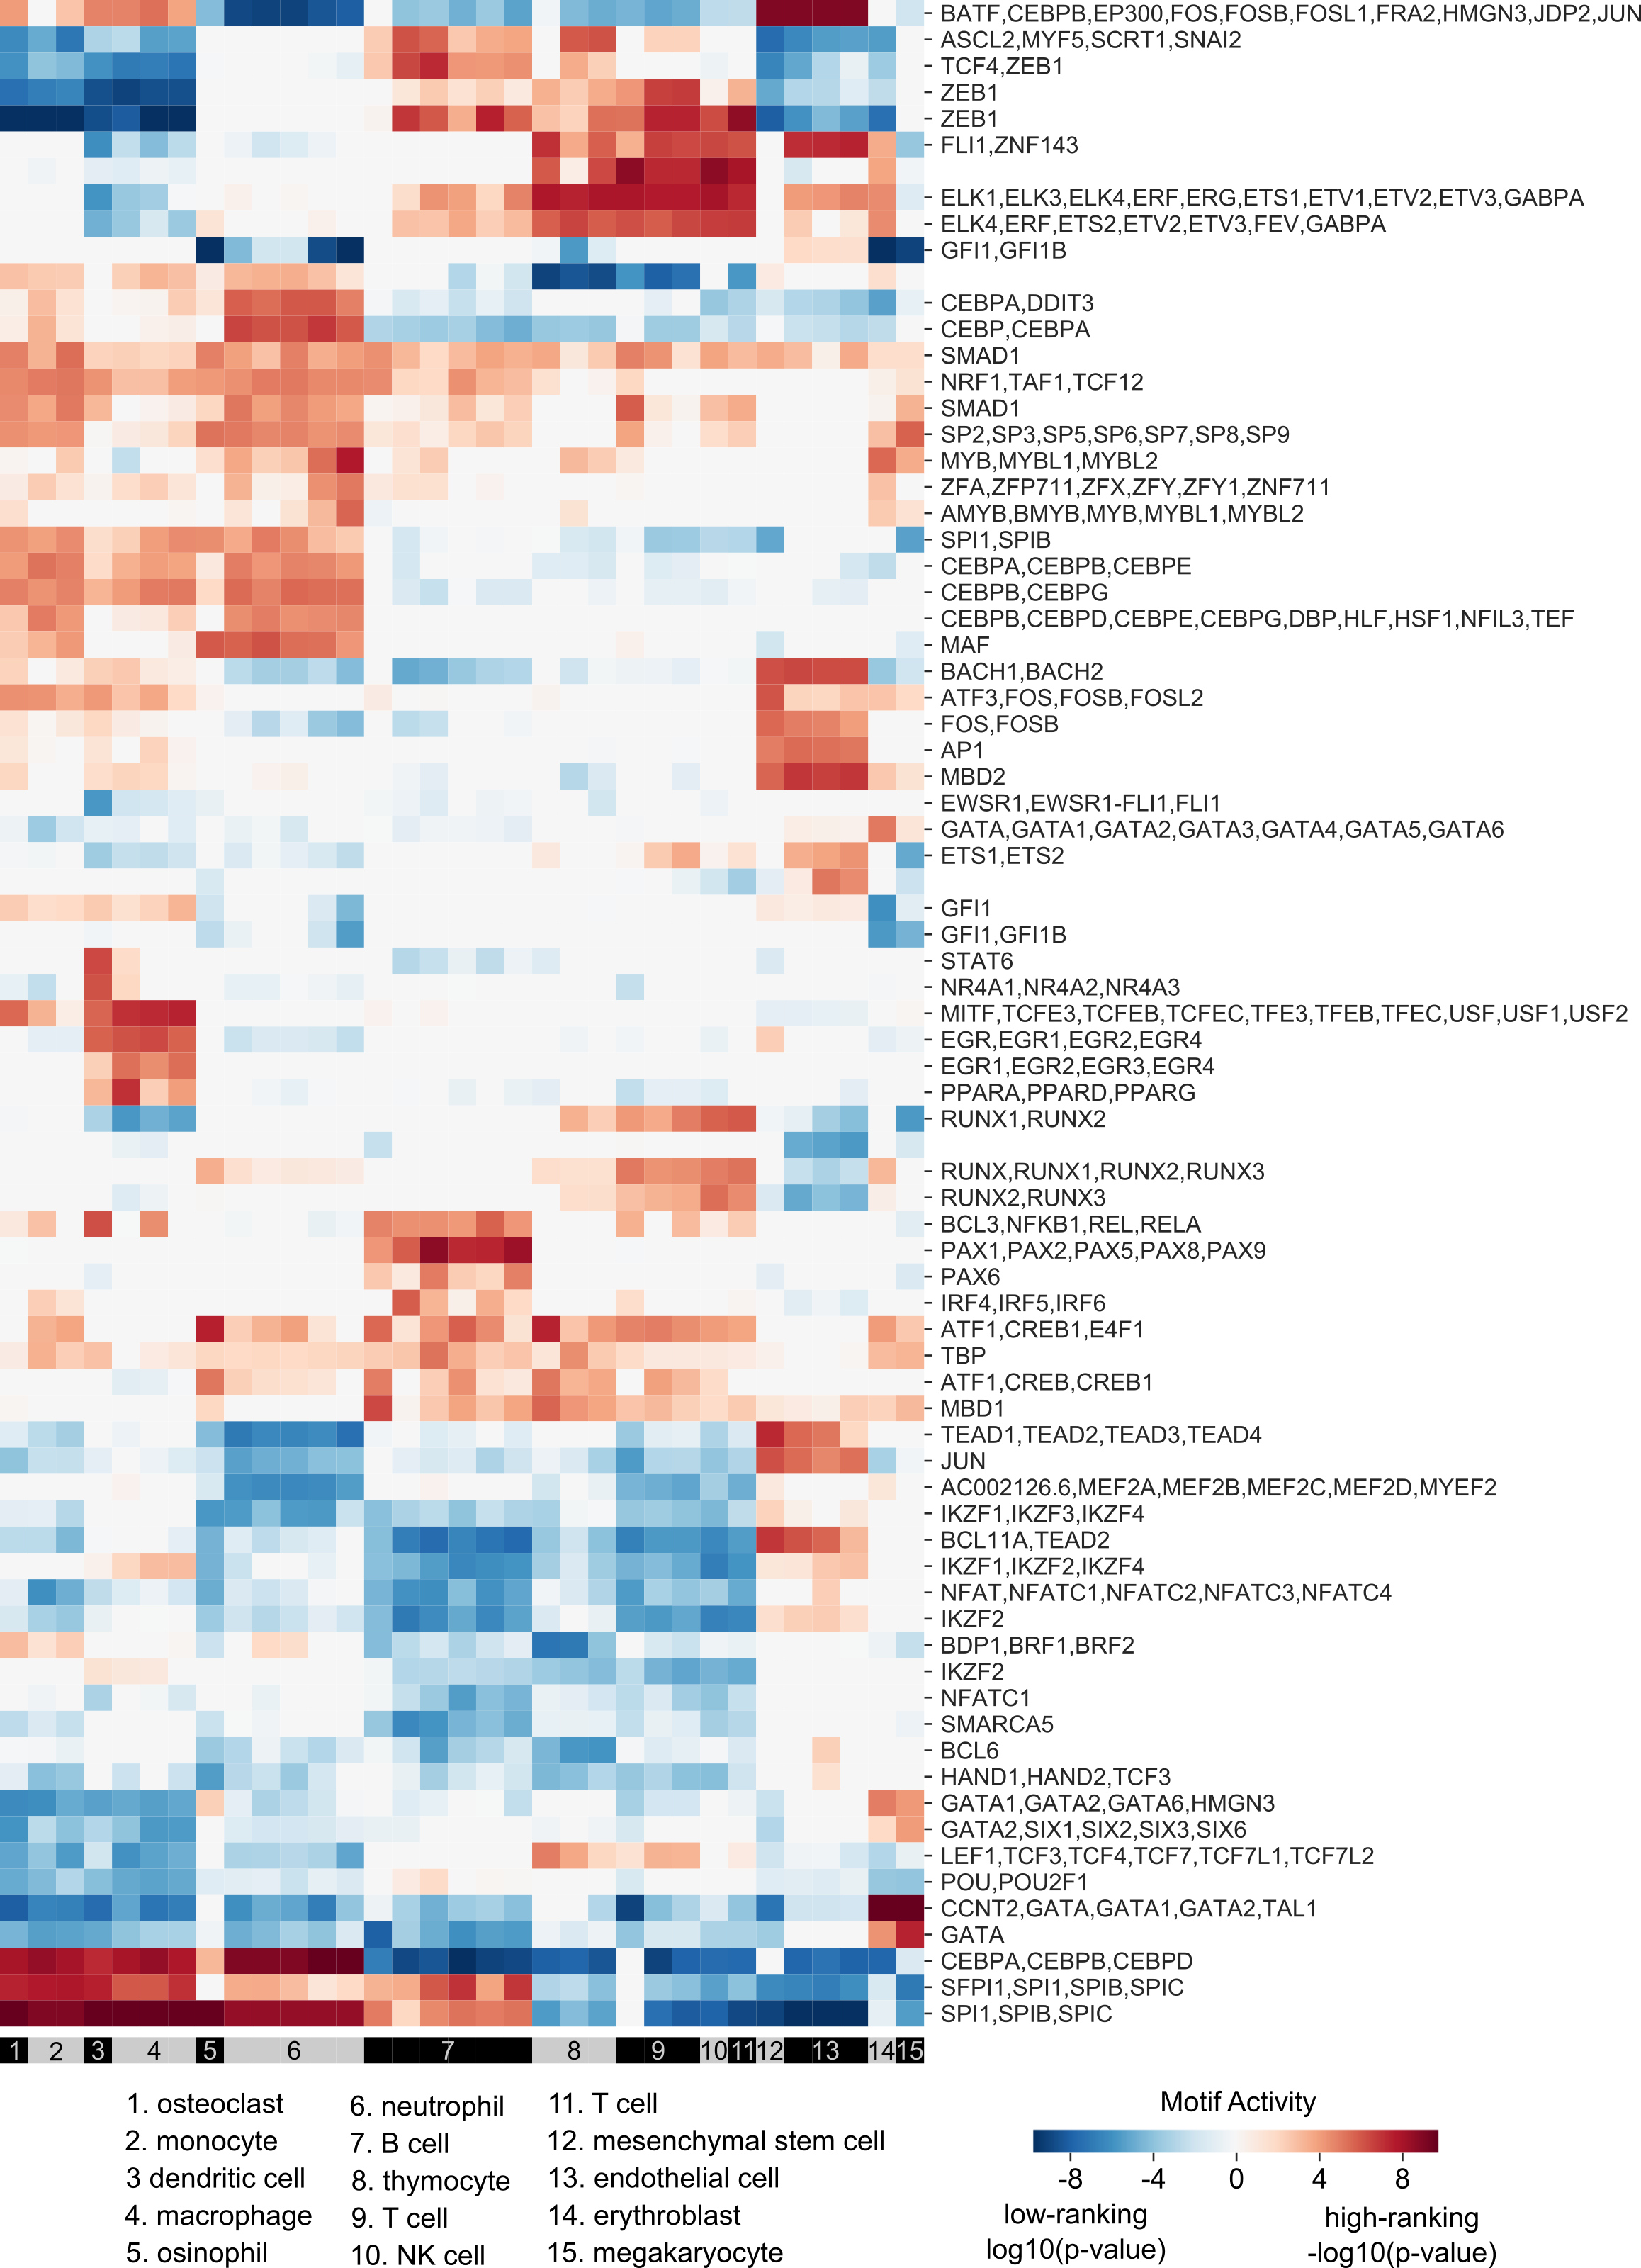 BATF,CEBPB,EP300,FOS,FOSB,FOSL1,FRA2,HMGN3,JDP2,JUN
ASCL2,MYF5,SCRT1,SNAI2
TCF4,ZEB1
ZEB1
ZEB1
FLI1,ZNF143
ELK1,ELK3,ELK4,ERF,ERG,ETS1,ETV1,ETV2,ETV3,GABPA
ELK4,ERF,ETS2,ETV2,ETV3,FEV,GABPA
GFI1,GFI1B
CEBPA,DDIT3
CEBP,CEBPA
SMAD1
NRF1,TAF1,TCF12
SMAD1
SP2,SP3,SP5,SP6,SP7,SP8,SP9
MYB,MYBL1,MYBL2
ZFA,ZFP711,ZFX,ZFY,ZFY1,ZNF711
AMYB,BMYB,MYB,MYBL1,MYBL2
SPI1,SPIB
CEBPA,CEBPB,CEBPE
CEBPB,CEBPG
CEBPB,CEBPD,CEBPE,CEBPG,DBP,HLF,HSF1,NFIL3,TEF
MAF
BACH1,BACH2
ATF3,FOS,FOSB,FOSL2
FOS,FOSB
AP1
MBD2
EWSR1,EWSR1-FLI1,FLI1
GATA,GATA1,GATA2,GATA3,GATA4,GATA5,GATA6
ETS1,ETS2
GFI1
GFI1,GFI1B
STAT6
NR4A1,NR4A2,NR4A3
MITF,TCFE3,TCFEB,TCFEC,TFE3,TFEB,TFEC,USF,USF1,USF2
EGR,EGR1,EGR2,EGR4
EGR1,EGR2,EGR3,EGR4
PPARA,PPARD,PPARG
RUNX1,RUNX2
RUNX,RUNX1,RUNX2,RUNX3
RUNX2,RUNX3
BCL3,NFKB1,REL,RELA
PAX1,PAX2,PAX5,PAX8,PAX9
PAX6
IRF4,IRF5,IRF6
ATF1,CREB1,E4F1
TBP
ATF1,CREB,CREB1
MBD1
TEAD1,TEAD2,TEAD3,TEAD4
JUN
AC002126.6,MEF2A,MEF2B,MEF2C,MEF2D,MYEF2
IKZF1,IKZF3,IKZF4
BCL11A,TEAD2
IKZF1,IKZF2,IKZF4
NFAT,NFATC1,NFATC2,NFATC3,NFATC4
IKZF2
BDP1,BRF1,BRF2
IKZF2
NFATC1
SMARCA5
BCL6
HAND1,HAND2,TCF3
GATA1,GATA2,GATA6,HMGN3
GATA2,SIX1,SIX2,SIX3,SIX6
LEF1,TCF3,TCF4,TCF7,TCF7L1,TCF7L2
POU,POU2F1
CCNT2,GATA,GATA1,GATA2,TAL1
GATA
CEBPA,CEBPB,CEBPD
SFPI1,SPI1,SPIB,SPIC
SPI1,SPIB,SPIC
1 2 3 4 5 6 7 8 9 10 11 12 13 14 15
1. osteoclast
2. monocyte
3 dendritic cell
4. macrophage
5. osinophil
6. neutrophil
7. B cell
8. thymocyte
9. T cell
10. NK cell
11. T cell
12. mesenchymal stem cell
13. endothelial cell
14. erythroblast
15. megakaryocyte
Motif Activity
-8 -4 0 4 8
low-ranking
log10(p-value)
high-ranking
-log10(p-value)